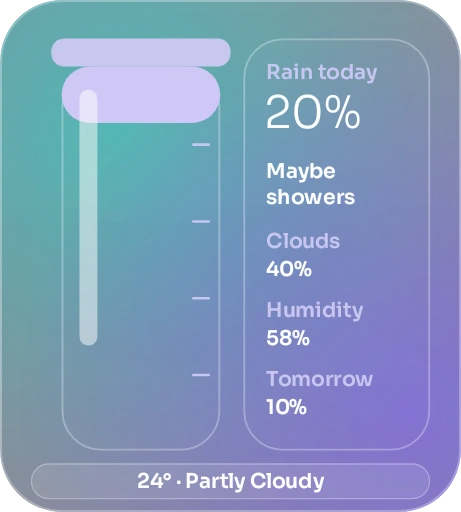 Rain today
20%
Maybe
showers
Clouds
40%
Humidity
58%
Tomorrow
10%
24° · Partly Cloudy